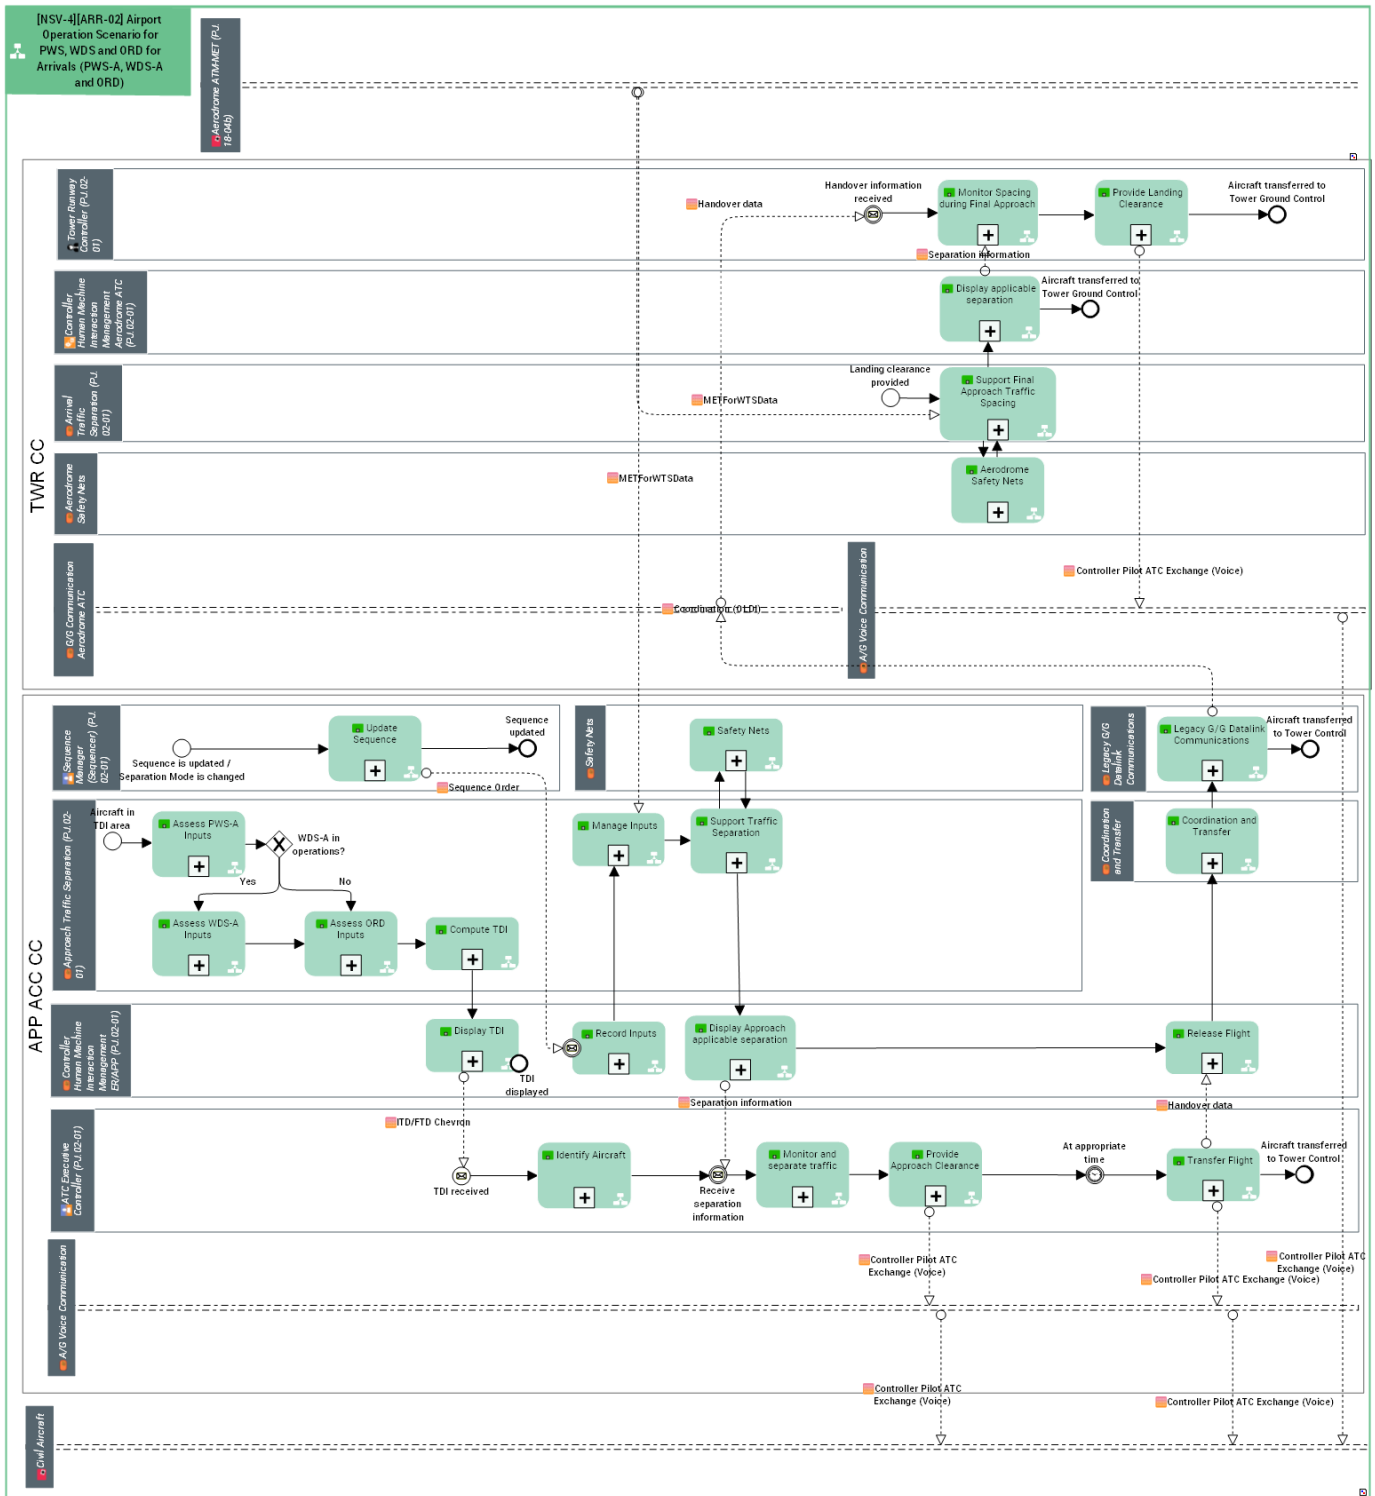 [NSV-4][ARR-02] Airport
Operation Scenario for
PWS, WDS and ORD for
Arrivals (PWS-A, WDS-A
and ORD)
Aerodrome ATM-MET (PJ.
18-04b)
TWR CC
Tower Runway
Controller (PJ.02-
01)
Handover data
Handover information
received
Monitor Spacing
during Final Approach
Provide Landing
Clearance
Aircraft transferred to
Tower Ground Control
Separation information
Controller
Human Machine
Interaction
Management
Aerodrome ATC
(PJ.02-01)
Display applicable
separation
Aircraft transferred to
Tower Ground Control
Arrival
Traffic
Separation (PJ.
02-01)
Landing clearance
provided
METForWTSData
Support Final
Approach Traffic
Spacing
Aerodrome
Safety Nets
METForWTSData
Aerodrome
Safety Nets
G/G Communication
Aerodrome ATC
Coordination (OLDI)
A/G Voice Communication
Controller Pilot ATC Exchange (Voice)
APP ACC CC
Sequence
Manager
(Sequencer) (PJ.
02-01)
Sequence is updated /
Separation Mode is changed
Update
Sequence
Sequence
updated
Sequence Order
Safety Nets
Safety Nets
Legacy G/G
Datalink
Communications
Legacy G/G Datalink
Communications
Aircraft transferred
to Tower Control
Approach Traffic Separation (PJ.02-
01)
Aircraft in
TDI area
Assess PWS-A
Inputs
WDS-A in
operations?
Yes
No
Assess WDS-A
Inputs
Assess ORD
Inputs
Compute TDI
Manage Inputs
Support Traffic
Separation
Coordination
and Transfer
Coordination and
Transfer
Controller
Human Machine
Interaction
Management
ER/APP (PJ.02-01)
Display TDI
TDI
displayed
Record Inputs
Display Approach
applicable separation
Release Flight
Separation information
Handover data
ITD/FTD Chevron
ATC Executive
Controller (PJ.02-01)
TDI received
Identify Aircraft
Receive
separation
information
Monitor and
separate traffic
Provide
Approach Clearance
At appropriate
time
Transfer Flight
Aircraft transferred
to Tower Control
A/G Voice Communication
Controller Pilot ATC
Exchange (Voice)
Controller Pilot ATC Exchange (Voice)
Controller Pilot ATC
Exchange (Voice)
Controller Pilot ATC
Exchange (Voice)
Controller Pilot ATC Exchange (Voice)
Civil Aircraft